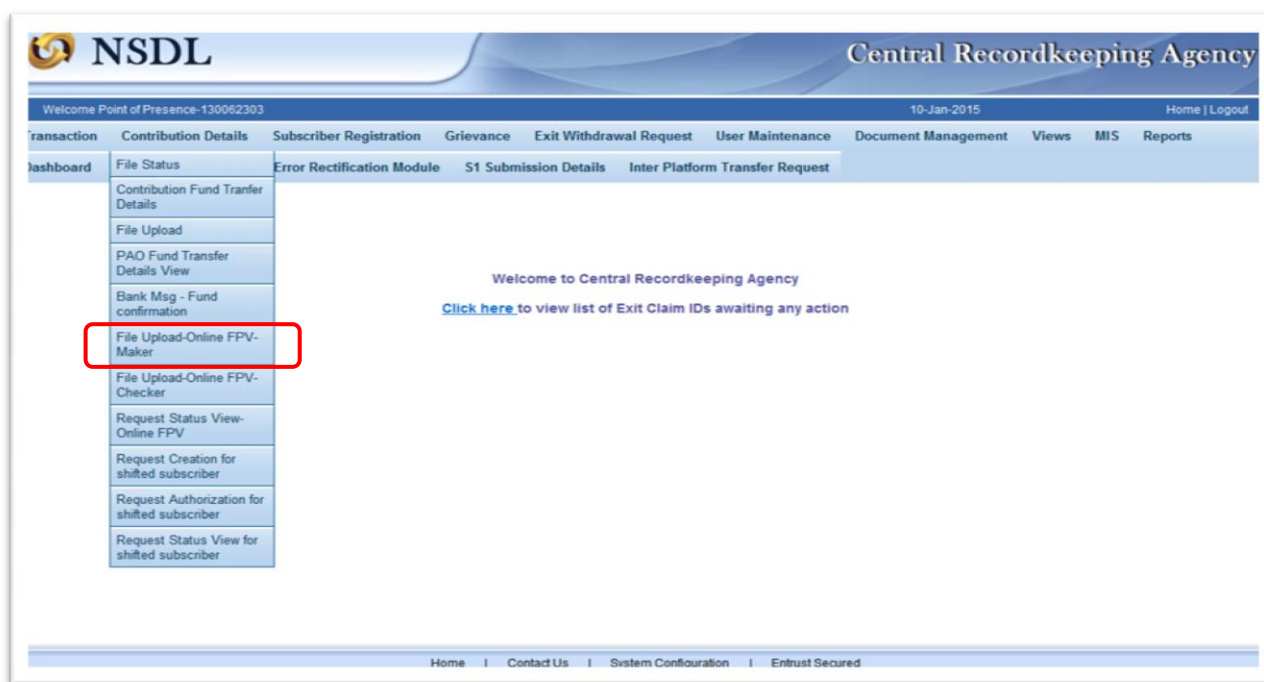 NSDL
Central Recordkeeping Agency
Welcome Point of Presence-130062303 10-Jan-2015 Home | Logout
Transaction Contribution Details Subscriber Registration Grievance Exit Withdrawal Request User Maintenance Document Management Views MIS Reports
Dashboard Error Rectification Module S1 Submission Details Inter Platform Transfer Request
File Status
Contribution Fund Tranfer
Details
File Upload
PAO Fund Transfer
Details View
Bank Msg - Fund
confirmation
File Upload-Online FPV-
Maker
File Upload-Online FPV-
Checker
Request Status View-
Online FPV
Request Creation for
shifted subscriber
Request Authorization for
shifted subscriber
Request Status View for
shifted subscriber
Welcome to Central Recordkeeping Agency
Click here to view list of Exit Claim IDs awaiting any action
Home | Contact Us | System Configuration | Entrust Secured